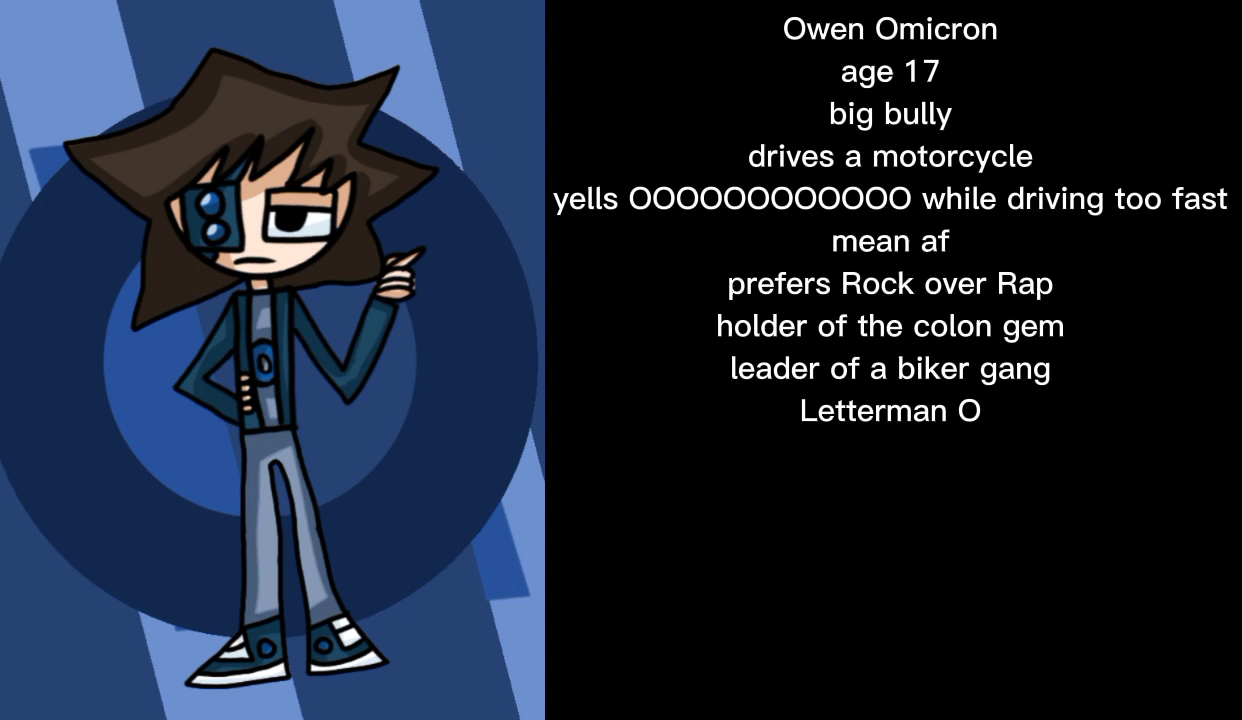 Owen Omicron
age 17
big bully
drives a motorcycle
yells OOOOOOOOOOOO while driving too fast
mean af
prefers Rock over Rap
holder of the colon gem
leader of a biker gang
Letterman O